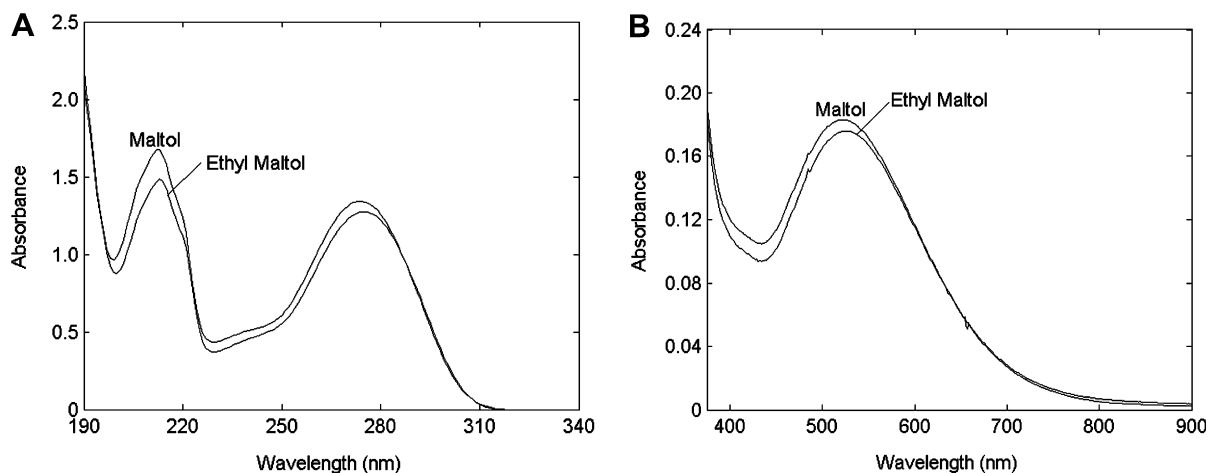 A
2.5
2.0
1.5
1.0
0.5
0
Absorbance
Maltol
Ethyl Maltol
190 220 250 280 310 340
Wavelength (nm)
B
0.24
0.20
0.16
0.12
0.08
0.04
0
Absorbance
Maltol
Ethyl Maltol
400 500 600 700 800 900
Wavelength (nm)